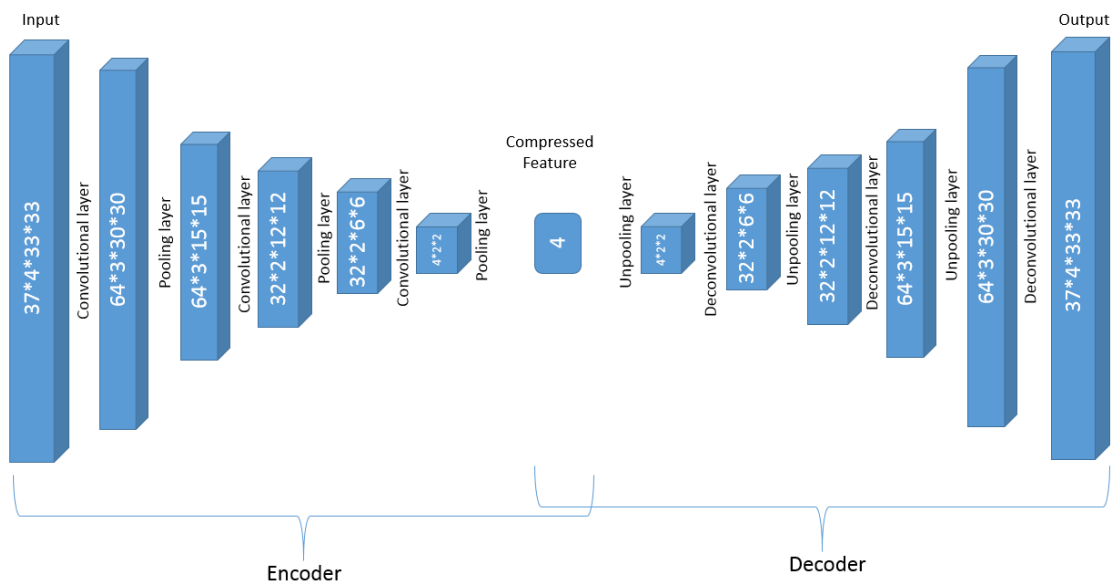 Input
Output
37*4*33*33
Convolutional layer
64*3*30*30
Pooling layer
64*3*15*15
Convolutional layer
32*2*12*12
Pooling layer
32*2*6*6
Convolutional layer
4*2*2
Pooling layer
Compressed
Feature
4
Unpooling layer
4*2*2
Deconvolutional layer
32*2*6*6
Unpooling layer
32*2*12*12
Deconvolutional layer
64*3*15*15
Unpooling layer
64*3*30*30
Deconvolutional layer
37*4*33*33
Encoder
Decoder